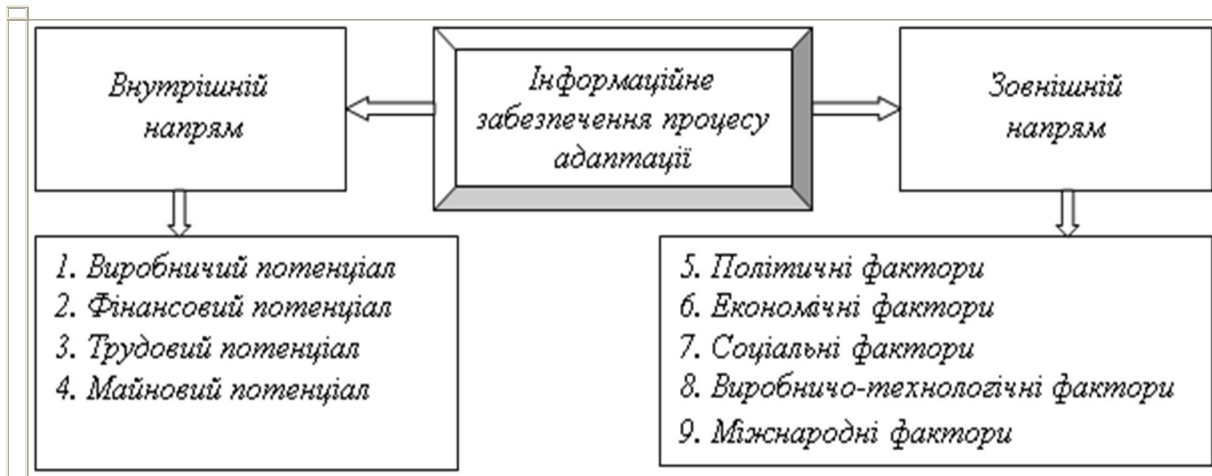 Внутрішній
напрям
Інформаційне
забезпечення процесу
адаптації
Зовнішній
напрям
1. Виробничий потенціал
2. Фінансовий потенціал
3. Трудовий потенціал
4. Майновий потенціал
5. Політичні фактори
6. Економічні фактори
7. Соціальні фактори
8. Виробничо-технологічні фактори
9. Міжнародні фактори